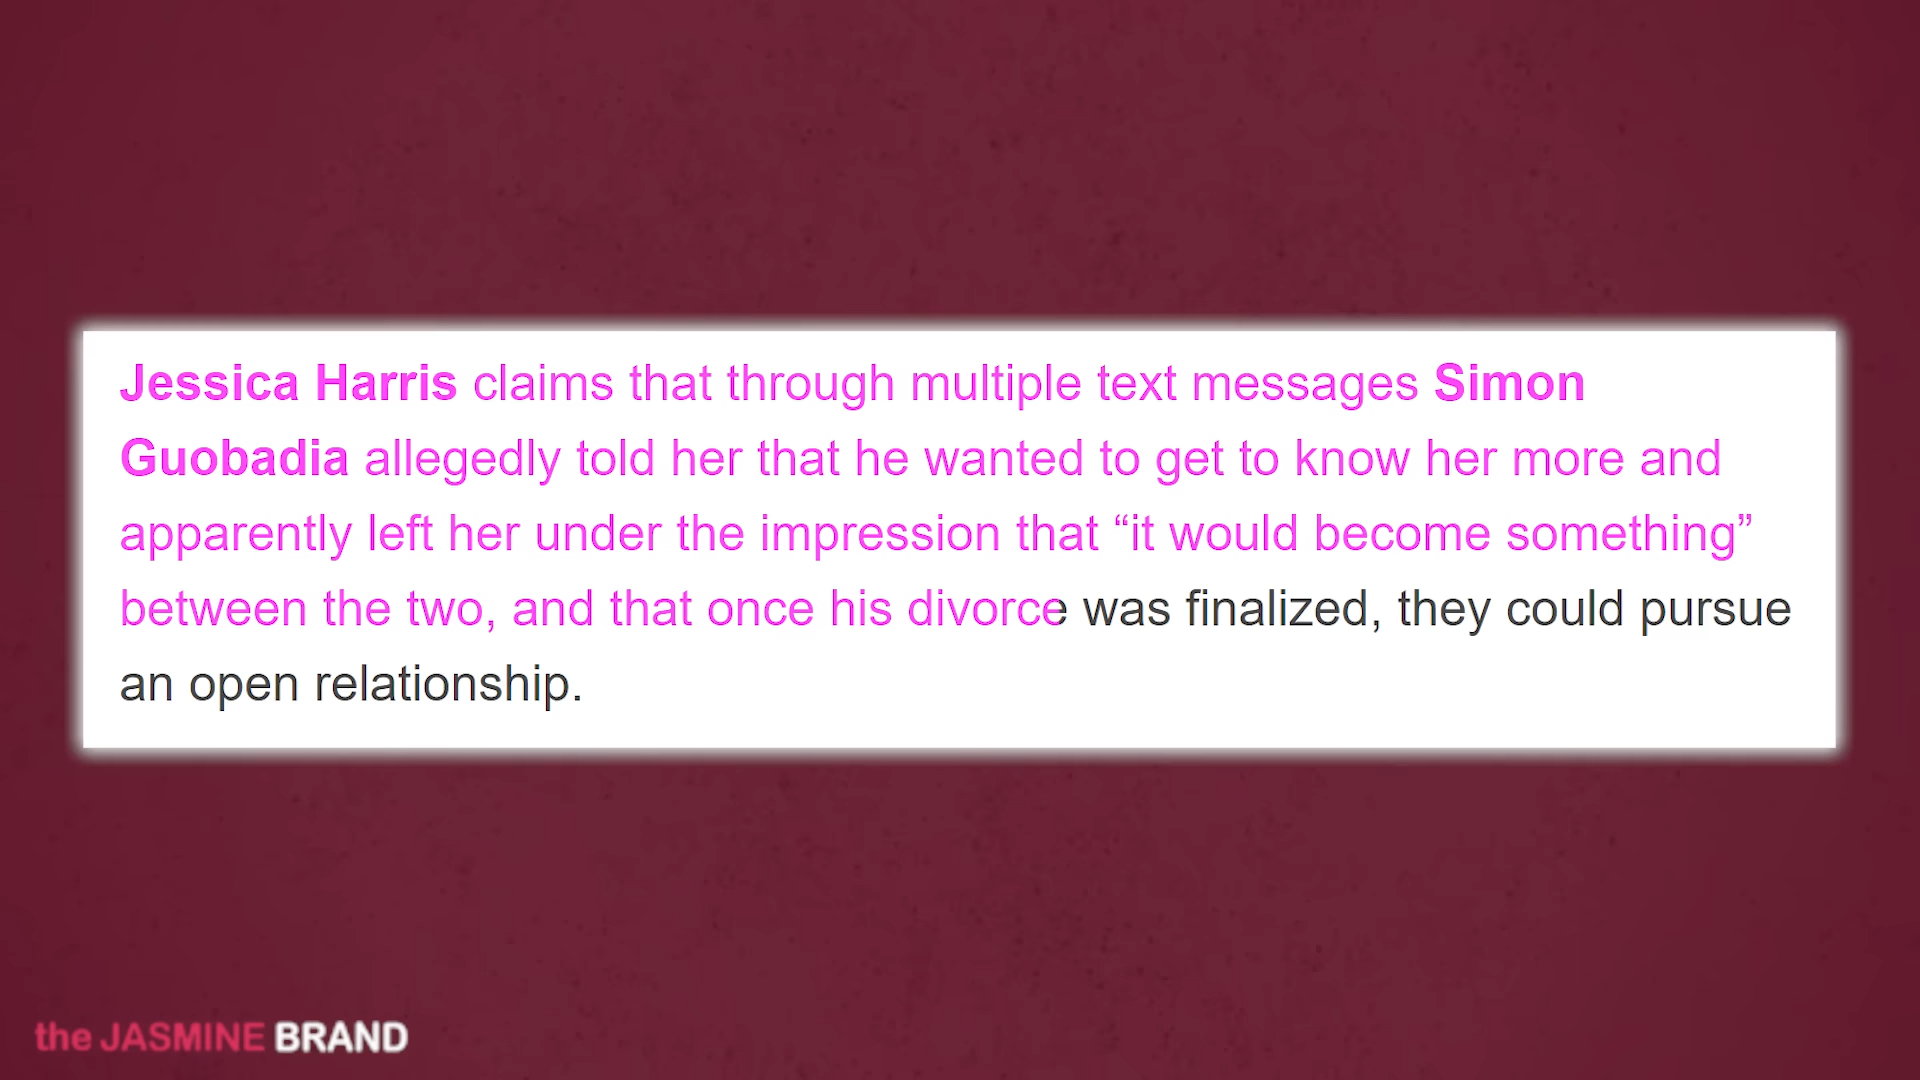 Jessica Harris claims that through multiple text messages Simon
Guobadia allegedly told her that he wanted to get to know her more and
apparently left her under the impression that “it would become something”
between the two, and that once his divorce was finalized, they could pursue
an open relationship.
the JASMINE BRAND